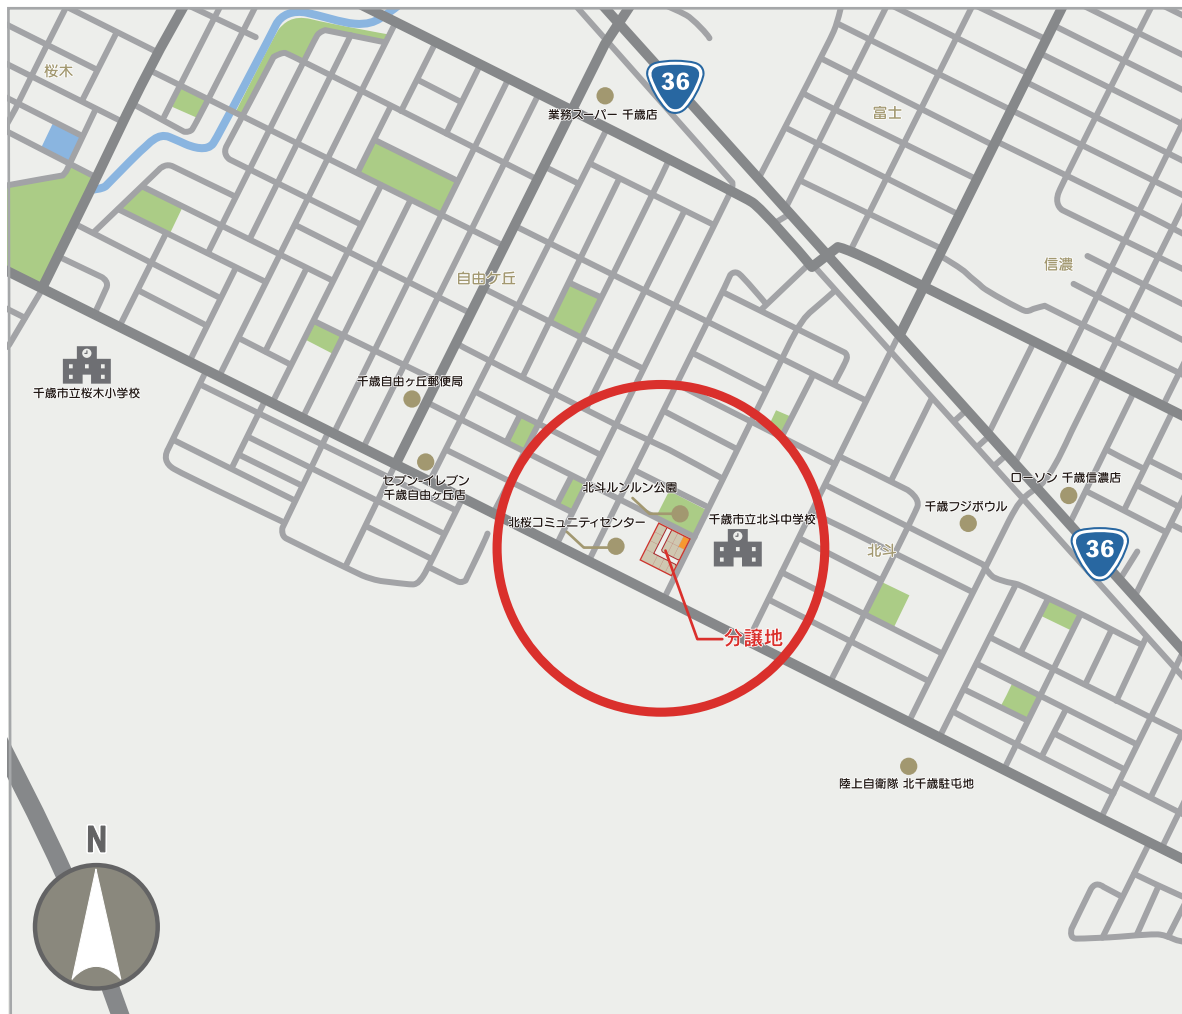 36
桜木
業務スーパー 千歳店
富士
信濃
自由ケ丘
千歳市立桜木小学校
千歳自由ヶ丘郵便局
セブン-イレブン
千歳自由ヶ丘店
北斗ルンルン公園
ローソン 千歳信濃店
千歳フジボウル
北桜コミュニティセンター
千歳市立北斗中学校
北斗
36
分譲地
陸上自衛隊 北千歳駐屯地
N